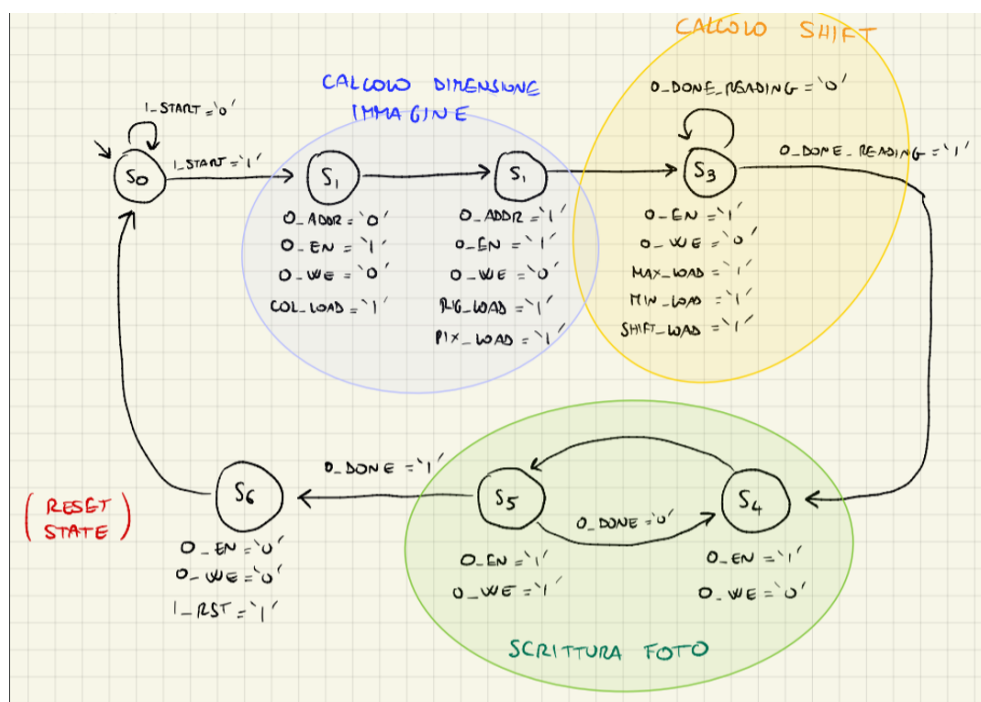 CALCOLO SHIFT
CALCOLO DIMENSIONE
IMMAGINE
O_DONE_READING = '0'
I_START = '0'
I_START = '1'
O_DONE_READING = '1'
S0
S1
S1
S3
O_ADDR = '0'
O_EN = '1'
O_WE = '0'
COL_LOAD = '1'
O_ADDR = '1'
O_EN = '1'
O_WE = '0'
RIG_LOAD = '1'
PIX_LOAD = '1'
O_EN = '1'
O_WE = '0'
MAX_LOAD = '1'
MIN_LOAD = '1'
SHIFT_LOAD = '1'
O_DONE = '1'
S6
S5
S4
O_DONE = '0'
( RESET
STATE )
O_EN = '0'
O_WE = '0'
I_RST = '1'
O_EN = '1'
O_WE = '1'
O_EN = '1'
O_WE = '0'
SCRITTURA FOTO